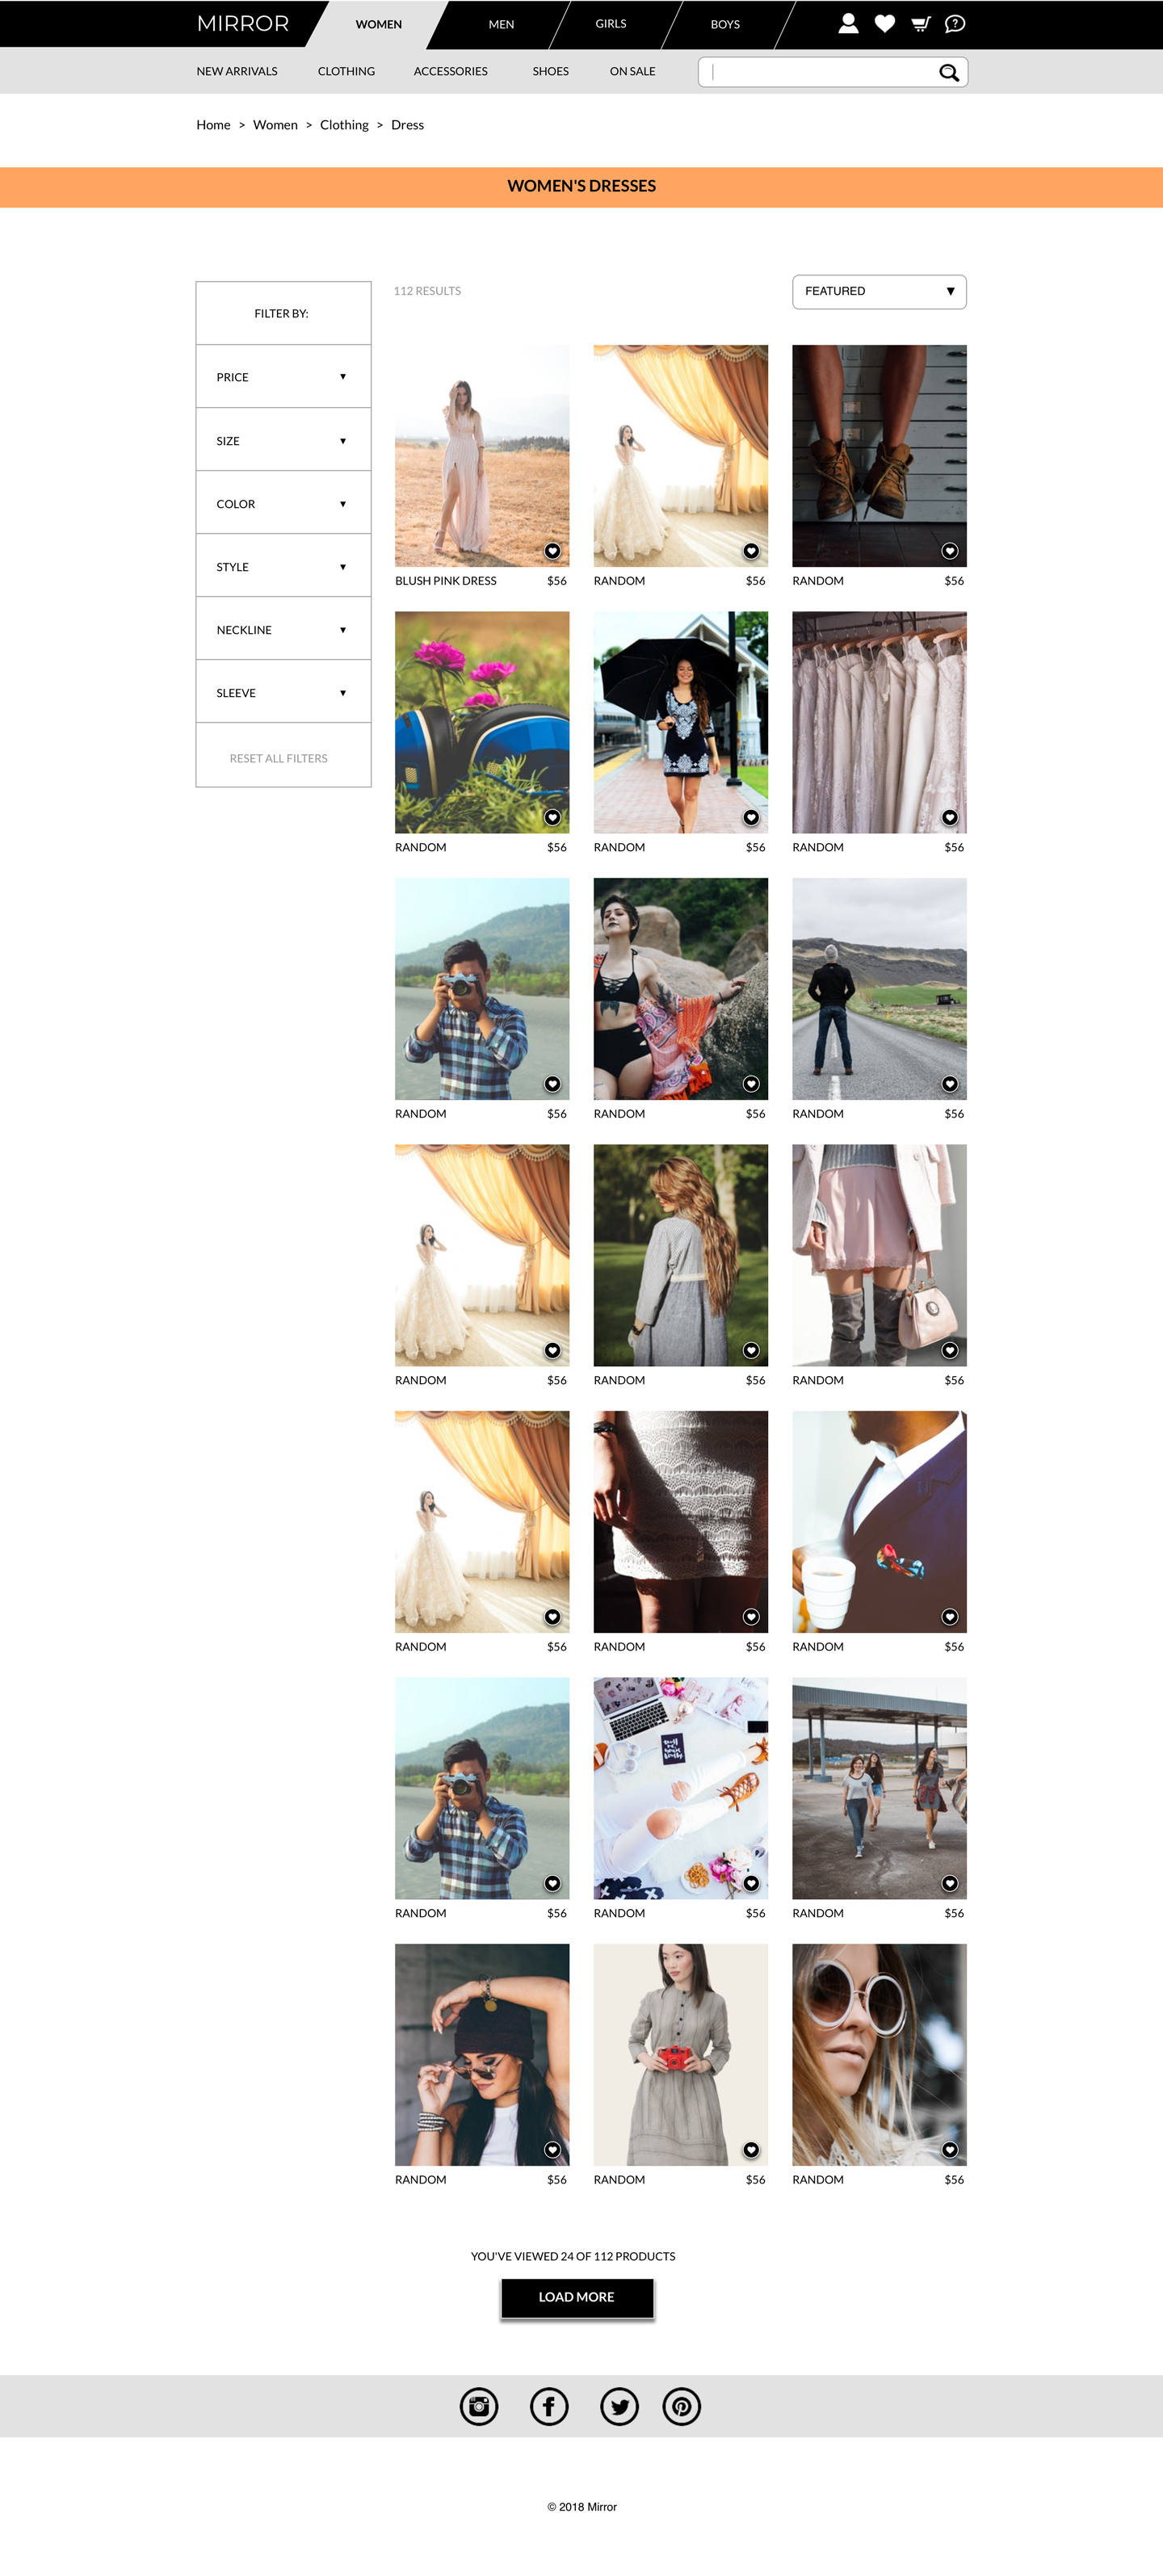 MIRROR WOMEN MEN GIRLS BOYS
NEW ARRIVALS CLOTHING ACCESSORIES SHOES ON SALE
Home > Women > Clothing > Dress
WOMEN'S DRESSES
FILTER BY:
PRICE
SIZE
COLOR
STYLE
NECKLINE
SLEEVE
RESET ALL FILTERS
112 RESULTS
FEATURED
BLUSH PINK DRESS $56 RANDOM $56 RANDOM $56
RANDOM $56 RANDOM $56 RANDOM $56
RANDOM $56 RANDOM $56 RANDOM $56
RANDOM $56 RANDOM $56 RANDOM $56
RANDOM $56 RANDOM $56 RANDOM $56
RANDOM $56 RANDOM $56 RANDOM $56
RANDOM $56 RANDOM $56 RANDOM $56
YOU'VE VIEWED 24 OF 112 PRODUCTS
LOAD MORE
© 2018 Mirror